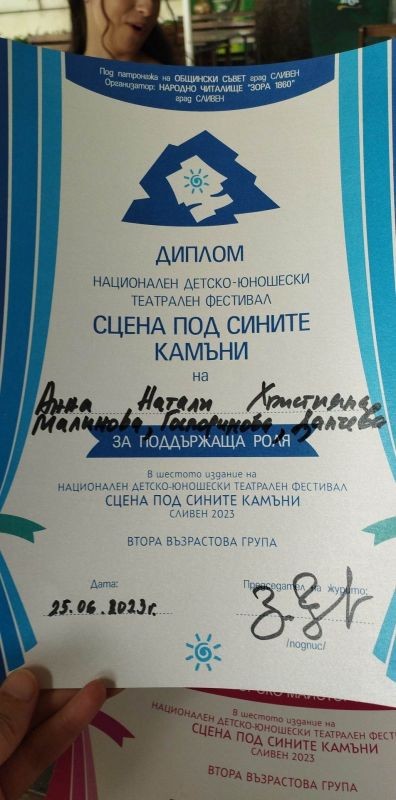 Под патронажа на ОБЩИНСКИ СЪВЕТ град СЛИВЕН
Организатор: НАРОДНО ЧИТАЛИЩЕ "ЗОРА 1860"
град СЛИВЕН
ДИПЛОМ
НАЦИОНАЛЕН ДЕТСКО-ЮНОШЕСКИ
ТЕАТРАЛЕН ФЕСТИВАЛ
СЦЕНА ПОД СИНИТЕ
КАМЪНИ
на
Анна Натали Християна
Малинова, Господинова, Далчева
ЗА ПОДДЪРЖАЩА РОЛЯ
В шестото издание на
НАЦИОНАЛЕН ДЕТСКО-ЮНОШЕСКИ ТЕАТРАЛЕН ФЕСТИВАЛ
СЦЕНА ПОД СИНИТЕ КАМЪНИ
СЛИВЕН 2023
ВТОРА ВЪЗРАСТОВА ГРУПА
Дата: Председател на журито:
25.06.2023г.
/подпис/
В шестото издание на
НАЦИОНАЛЕН ДЕТСКО-ЮНОШЕСКИ ТЕАТРАЛЕН ФЕСТ
СЦЕНА ПОД СИНИТЕ КАМЪНИ
СЛИВЕН 2023
ВТОРА ВЪЗРАСТОВА ГРУПА